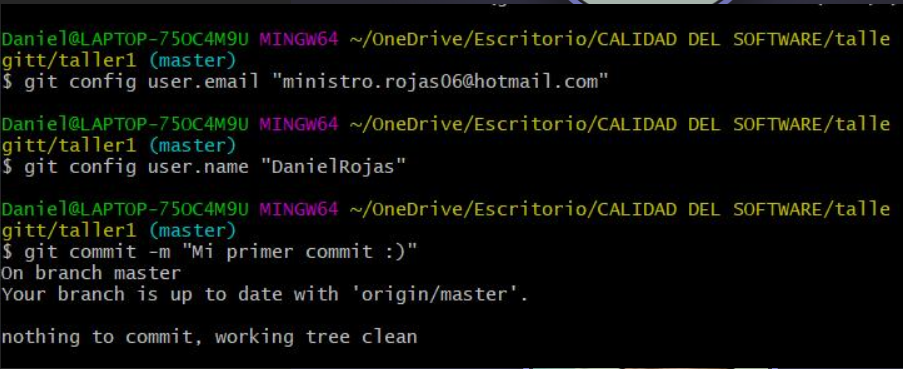 Daniel@LAPTOP-75OC4M9U MINGW64 ~/OneDrive/Escritorio/CALIDAD DEL SOFTWARE/talle
gitt/taller1 (master)
$ git config user.email "ministro.rojas06@hotmail.com"
Daniel@LAPTOP-75OC4M9U MINGW64 ~/OneDrive/Escritorio/CALIDAD DEL SOFTWARE/talle
gitt/taller1 (master)
$ git config user.name "DanielRojas"
Daniel@LAPTOP-75OC4M9U MINGW64 ~/OneDrive/Escritorio/CALIDAD DEL SOFTWARE/talle
gitt/taller1 (master)
$ git commit -m "Mi primer commit :)"
On branch master
Your branch is up to date with 'origin/master'.
nothing to commit, working tree clean